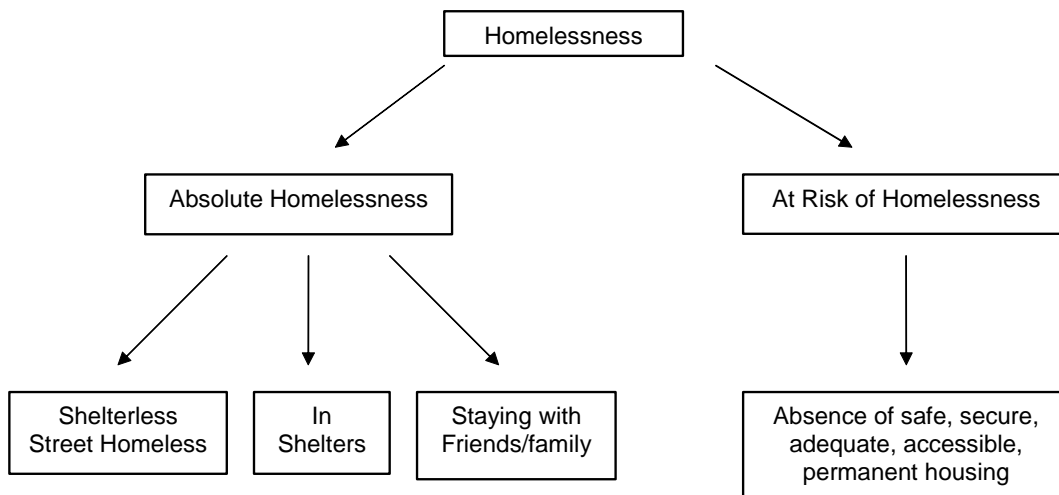 Homelessness
Absolute Homelessness
At Risk of Homelessness
Shelterless
Street Homeless
In
Shelters
Staying with
Friends/family
Absence of safe, secure,
adequate, accessible,
permanent housing